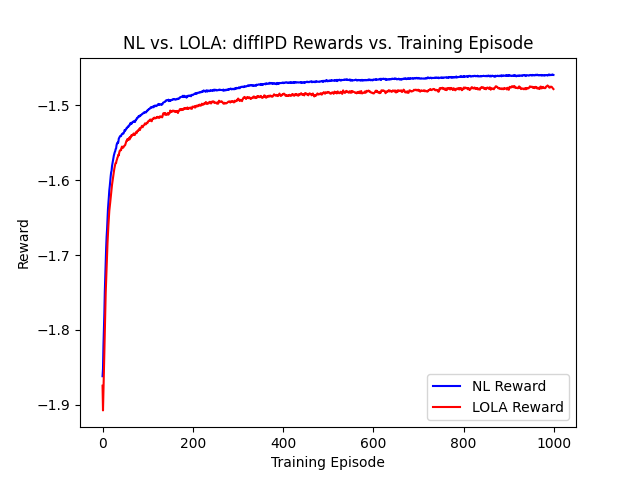 NL vs. LOLA: diffIPD Rewards vs. Training Episode
Reward
−1.5
−1.6
−1.7
−1.8
−1.9
0 200 400 600 800 1000
Training Episode
NL Reward
LOLA Reward